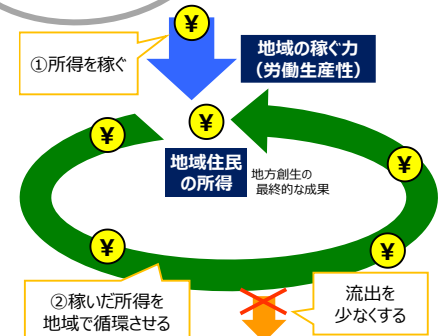 ¥
①所得を稼ぐ
地域の稼ぐ力
（労働生産性）
¥
¥
地域住民
の所得
地方創生の
最終的な成果
¥
¥
¥
②稼いだ所得を
地域で循環させる
流出を
少なくする